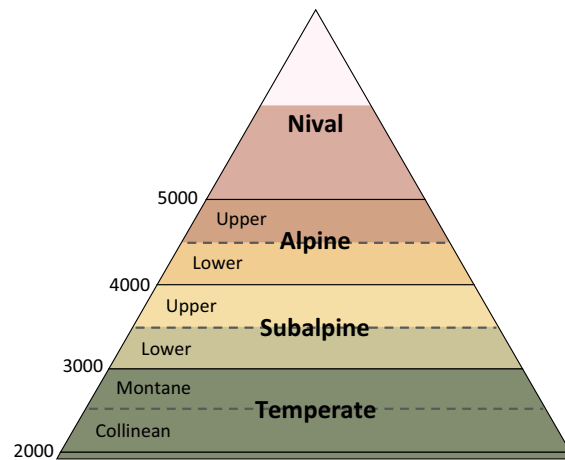 Nival
5000
Upper
Alpine
Lower
4000
Upper
Subalpine
Lower
3000
Montane
Temperate
Collinean
2000